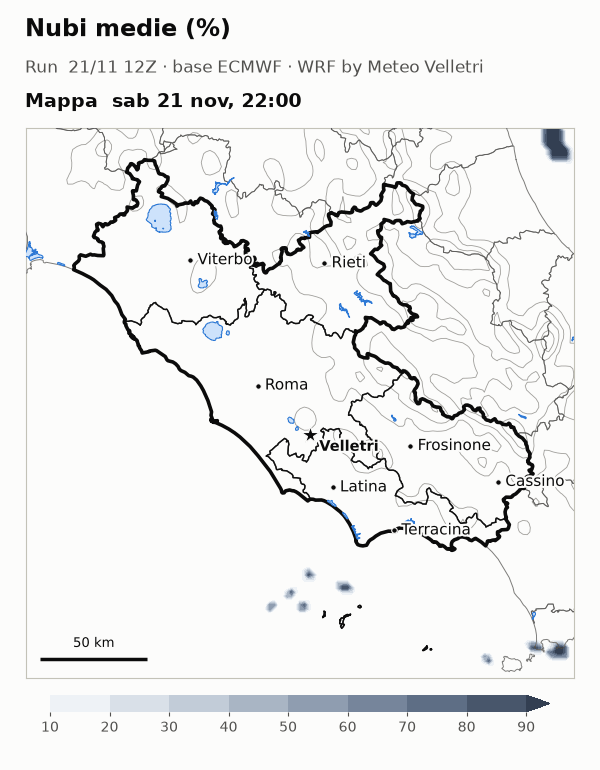 Nubi medie (%)
Run 21/11 12Z · base ECMWF · WRF by Meteo Velletri
Mappa sab 21 nov, 22:00
Viterbo
Rieti
Roma
Velletri
Frosinone
Latina
Cassino
Terracina
50 km
10 20 30 40 50 60 70 80 90